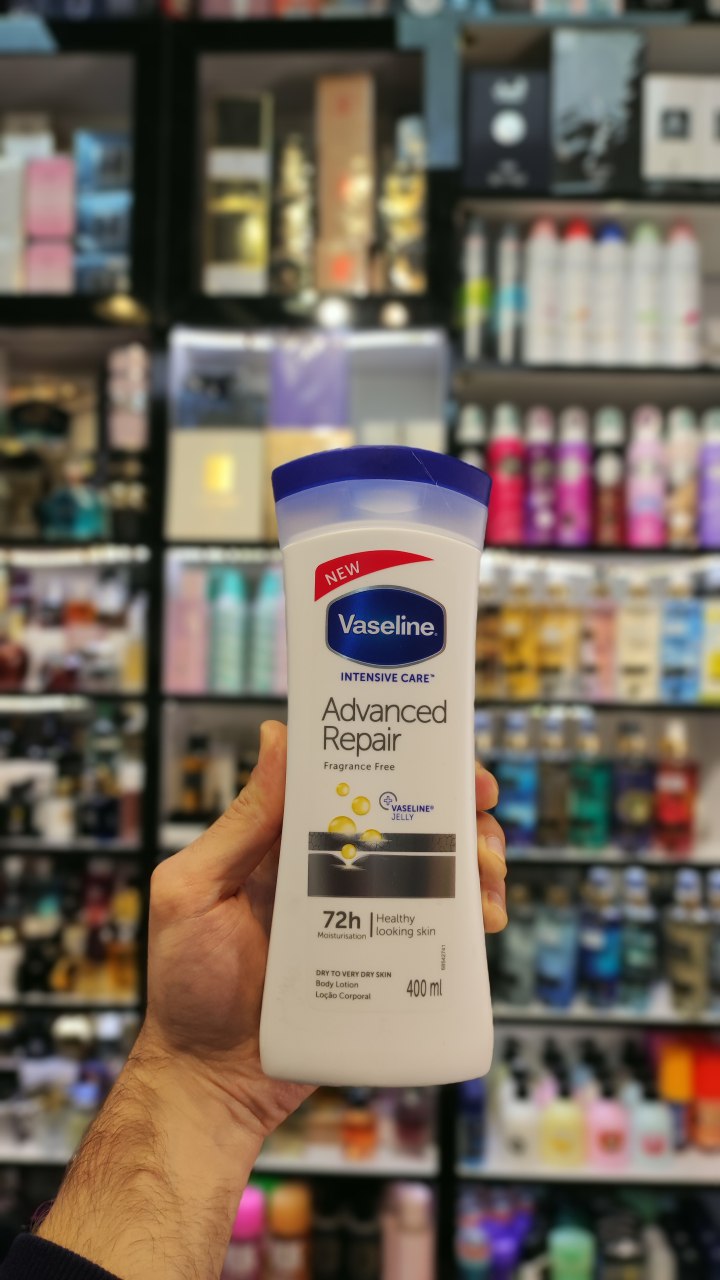 NEW
Vaseline®
INTENSIVE CARE™
Advanced
Repair
Fragrance Free
VASELINE®
JELLY
72h
Moisturisation
Healthy
looking skin
DRY TO VERY DRY SKIN
Body Lotion
Loção Corporal
400 ml